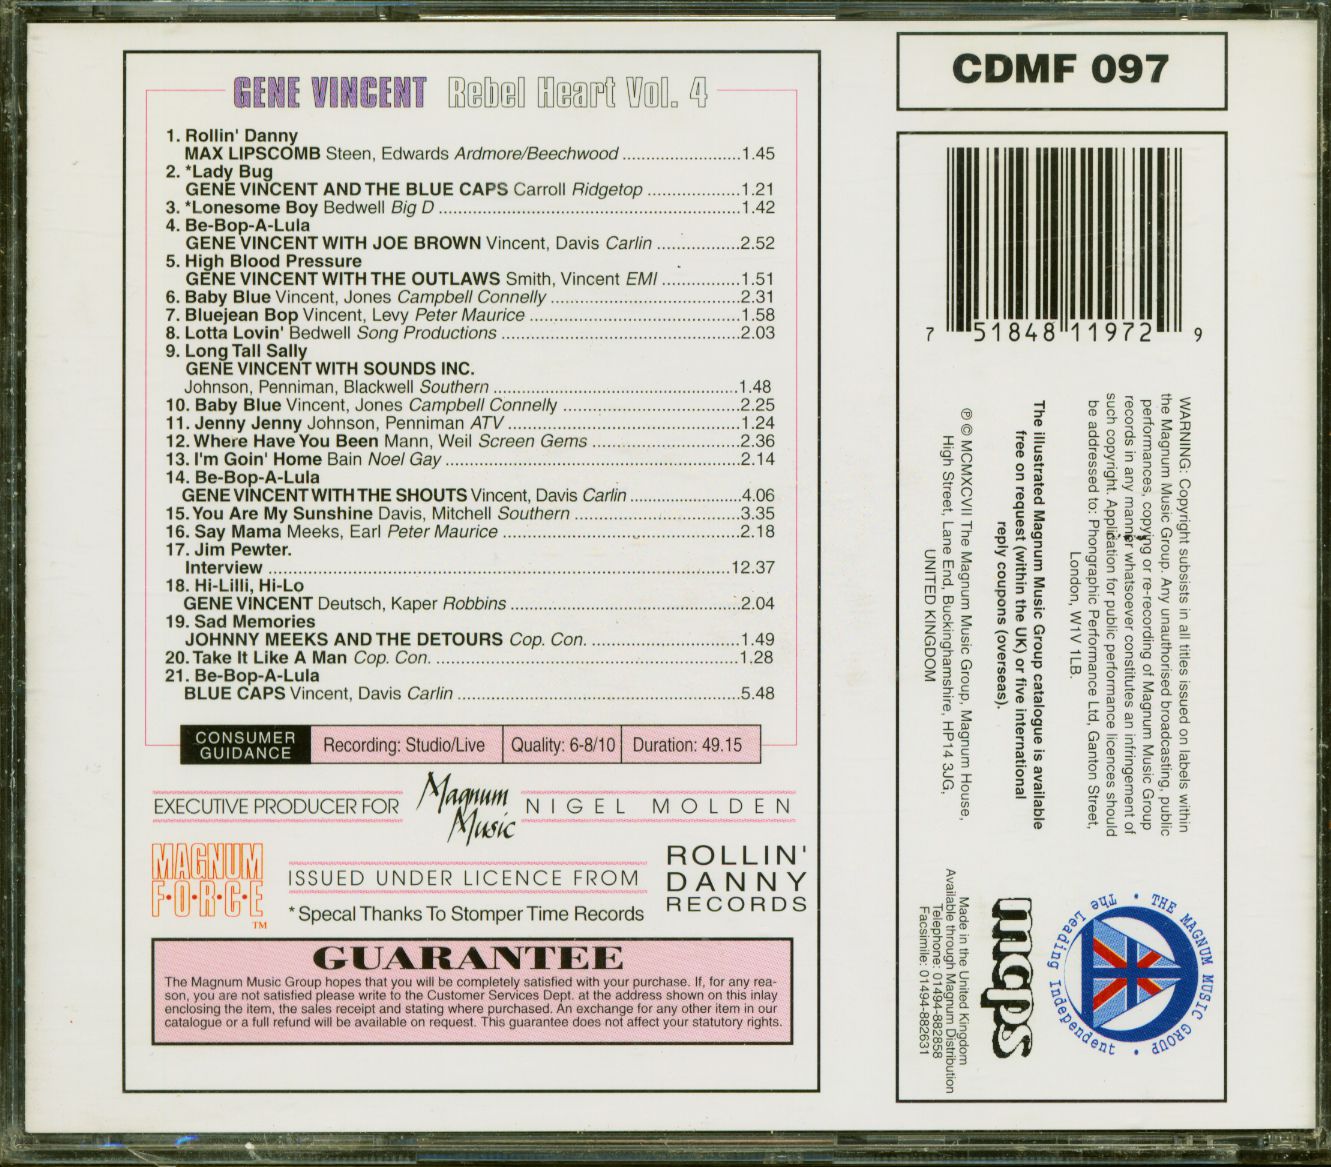 GENE VINCENT Rebel Heart Vol. 4
1. Rollin' Danny
MAX LIPSCOMB Steen, Edwards Ardmore/Beechwood ........................1.45
2. *Lady Bug
GENE VINCENT AND THE BLUE CAPS Carroll Ridgetop ...................1.21
3. *Lonesome Boy Bedwell Big D ..............................................................1.42
4. Be-Bop-A-Lula
GENE VINCENT WITH JOE BROWN Vincent, Davis Carlin .................2.52
5. High Blood Pressure
GENE VINCENT WITH THE OUTLAWS Smith, Vincent EMI ................1.51
6. Baby Blue Vincent, Jones Campbell Connelly .......................................2.31
7. Bluejean Bop Vincent, Levy Peter Maurice ...........................................1.58
8. Lotta Lovin' Bedwell Song Productions .................................................2.03
9. Long Tall Sally
GENE VINCENT WITH SOUNDS INC.
Johnson, Penniman, Blackwell Southern ..................................................1.48
10. Baby Blue Vincent, Jones Campbell Connelly ....................................2.25
11. Jenny Jenny Johnson, Penniman ATV ...............................................1.24
12. Where Have You Been Mann, Weil Screen Gems ..............................2.36
13. I'm Goin' Home Bain Noel Gay ............................................................2.14
14. Be-Bop-A-Lula
GENE VINCENT WITH THE SHOUTS Vincent, Davis Carlin .......................4.06
15. You Are My Sunshine Davis, Mitchell Southern ..................................3.35
16. Say Mama Meeks, Earl Peter Maurice ................................................2.18
17. Jim Pewter.
Interview ..............................................................................................12.37
18. Hi-Lilli, Hi-Lo
GENE VINCENT Deutsch, Kaper Robbins ...............................................2.04
19. Sad Memories
JOHNNY MEEKS AND THE DETOURS Cop. Con. ..............................1.49
20. Take It Like A Man Cop. Con. ..............................................................1.28
21. Be-Bop-A-Lula
BLUE CAPS Vincent, Davis Carlin ..........................................................5.48
CONSUMER
GUIDANCE
Recording: Studio/Live
Quality: 6-8/10
Duration: 49.15
EXECUTIVE PRODUCER FOR Magnum Music NIGEL MOLDEN
MAGNUM
F·O·R·C·E
TM
ISSUED UNDER LICENCE FROM
ROLLIN'
DANNY
RECORDS
*Specal Thanks To Stomper Time Records
GUARANTEE
The Magnum Music Group hopes that you will be completely satisfied with your purchase. If, for any rea-
son, you are not satisfied please write to the Customer Services Dept. at the address shown on this inlay
enclosing the item, the sales receipt and stating where purchased. An exchange for any other item in our
catalogue or a full refund will be available on request. This guarantee does not affect your statutory rights.
CDMF 097
7 51848 11972 9
WARNING: Copyright subsists in all titles issued on labels within
the Magnum Music Group. Any unauthorised broadcasting, public
performances, copying or re-recording of Magnum Music Group
records in any manner whatsoever constitutes an infringement of
such copyright. Application for public performance licences should
be addressed to: Phongraphic Performance Ltd, Ganton Street,
London, W1V 1LB.
The illustrated Magnum Music Group catalogue is available
free on request (within the UK) or five international
reply coupons (overseas).
℗© MCMXCVII The Magnum Music Group, Magnum House,
High Street, Lane End, Buckinghamshire, HP14 3JG,
UNITED KINGDOM
THE MAGNUM MUSIC GROUP • The Leading Independent •
mcps
Made in the United Kingdom
Available through Magnum Distribution
Telephone: 01494-882858
Facsimile: 01494-882631